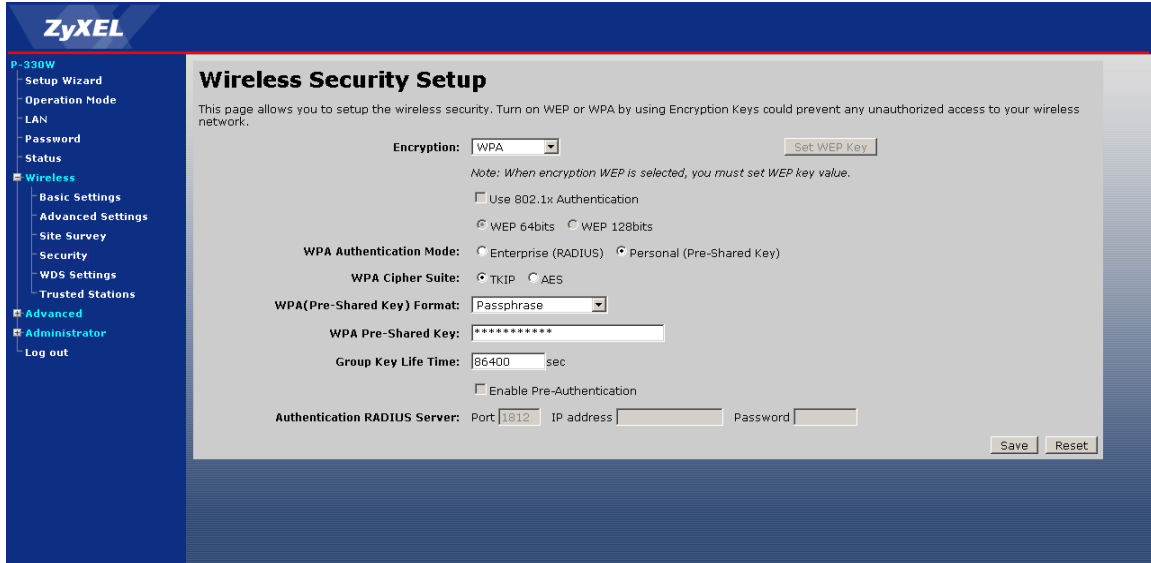 ZyXEL
P-330W
Setup Wizard
Operation Mode
LAN
Password
Status
Wireless
Basic Settings
Advanced Settings
Site Survey
Security
WDS Settings
Trusted Stations
Advanced
Administrator
Log out
Wireless Security Setup
This page allows you to setup the wireless security. Turn on WEP or WPA by using Encryption Keys could prevent any unauthorized access to your wireless
network.
Encryption: WPA Set WEP Key
Note: When encryption WEP is selected, you must set WEP key value.
Use 802.1x Authentication
WEP 64bits WEP 128bits
WPA Authentication Mode: Enterprise (RADIUS) Personal (Pre-Shared Key)
WPA Cipher Suite: TKIP AES
WPA(Pre-Shared Key) Format: Passphrase
WPA Pre-Shared Key: ***********
Group Key Life Time: 86400 sec
Enable Pre-Authentication
Authentication RADIUS Server: Port 1812 IP address Password
Save Reset